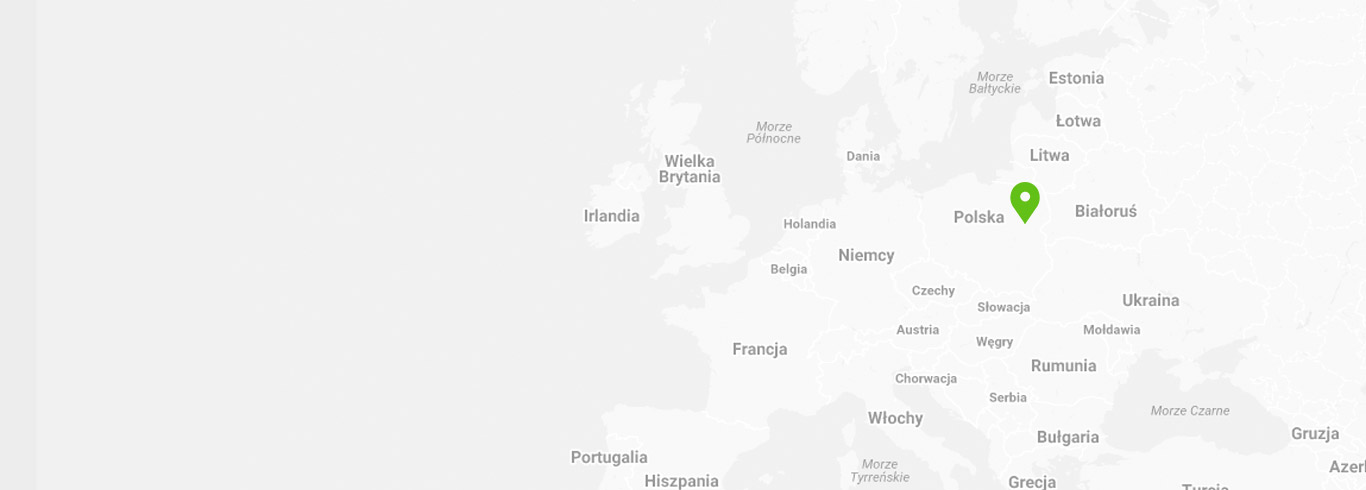 Morze
Bałtyckie
Estonia
Łotwa
Morze
Północne
Litwa
Dania
Wielka
Brytania
Irlandia
Polska
Białoruś
Holandia
Niemcy
Belgia
Czechy
Słowacja
Ukraina
Austria
Mołdawia
Węgry
Francja
Rumunia
Chorwacja
Serbia
Morze Czarne
Włochy
Gruzja
Bułgaria
Portugalia
Morze
Tyrreńskie
Azerb
Hiszpania
Grecja
Turcja